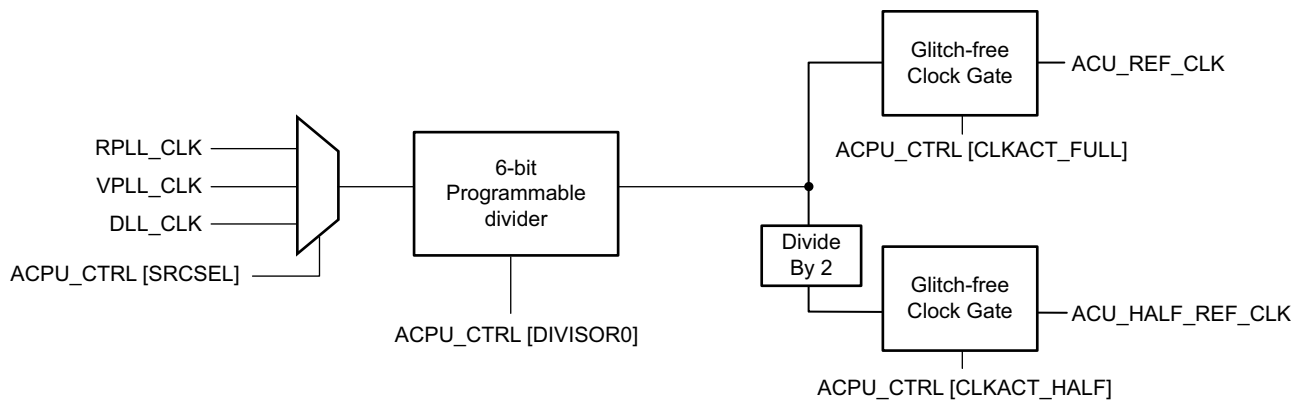 Glitch-free
Clock Gate
ACU_REF_CLK
RPLL_CLK
VPLL_CLK
DLL_CLK
ACPU_CTRL [SRCSEL]
6-bit
Programmable
divider
ACPU_CTRL [DIVISOR0]
ACPU_CTRL [CLKACT_FULL]
Divide
By 2
Glitch-free
Clock Gate
ACU_HALF_REF_CLK
ACPU_CTRL [CLKACT_HALF]